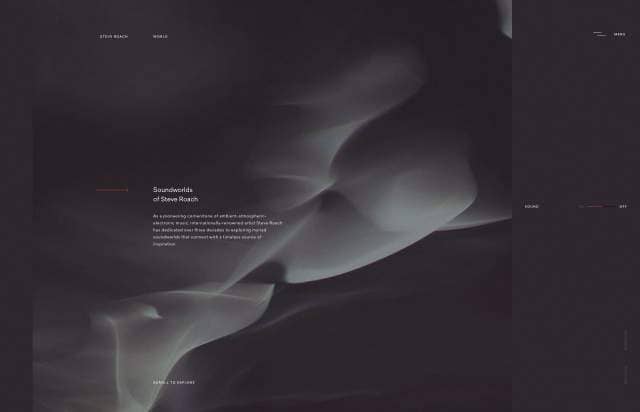 STEVE ROACH
WORLD
MENU
Soundworlds
of Steve Roach
As a pioneering cornerstone of ambient-atmospheric-
electronic music, internationally renowned artist Steve Roach
has dedicated over three decades to exploring myriad
soundworlds that connect with a timeless source of
inspiration.
SOUND
OFF
SCROLL TO EXPLORE